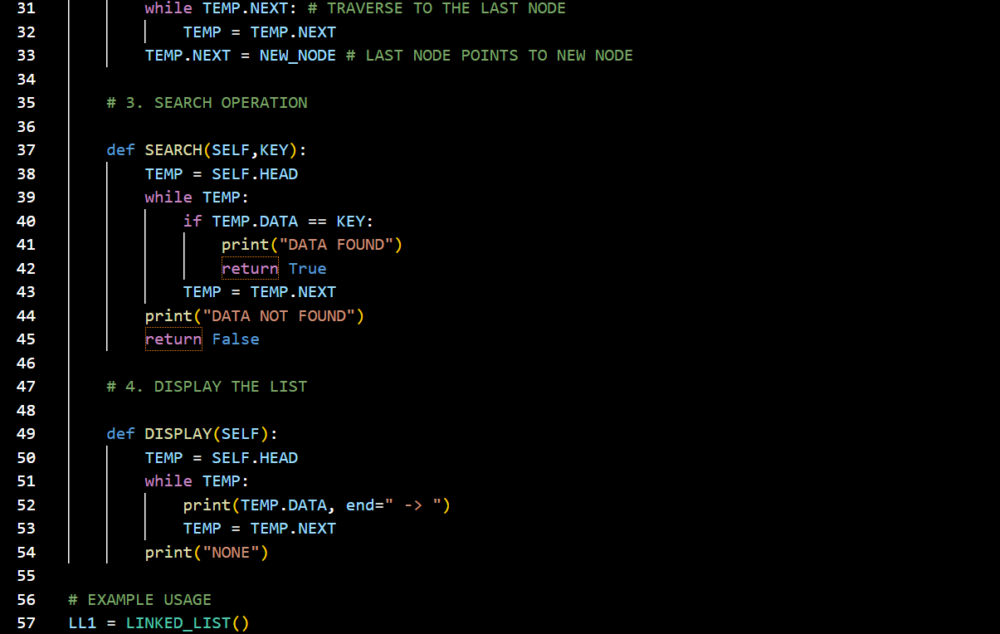 31 while TEMP.NEXT: # TRAVERSE TO THE LAST NODE
32 TEMP = TEMP.NEXT
33 TEMP.NEXT = NEW_NODE # LAST NODE POINTS TO NEW NODE
34
35 # 3. SEARCH OPERATION
36
37 def SEARCH(SELF,KEY):
38 TEMP = SELF.HEAD
39 while TEMP:
40 if TEMP.DATA == KEY:
41 print("DATA FOUND")
42 return True
43 TEMP = TEMP.NEXT
44 print("DATA NOT FOUND")
45 return False
46
47 # 4. DISPLAY THE LIST
48
49 def DISPLAY(SELF):
50 TEMP = SELF.HEAD
51 while TEMP:
52 print(TEMP.DATA, end=" -> ")
53 TEMP = TEMP.NEXT
54 print("NONE")
55
56 # EXAMPLE USAGE
57 LL1 = LINKED_LIST()